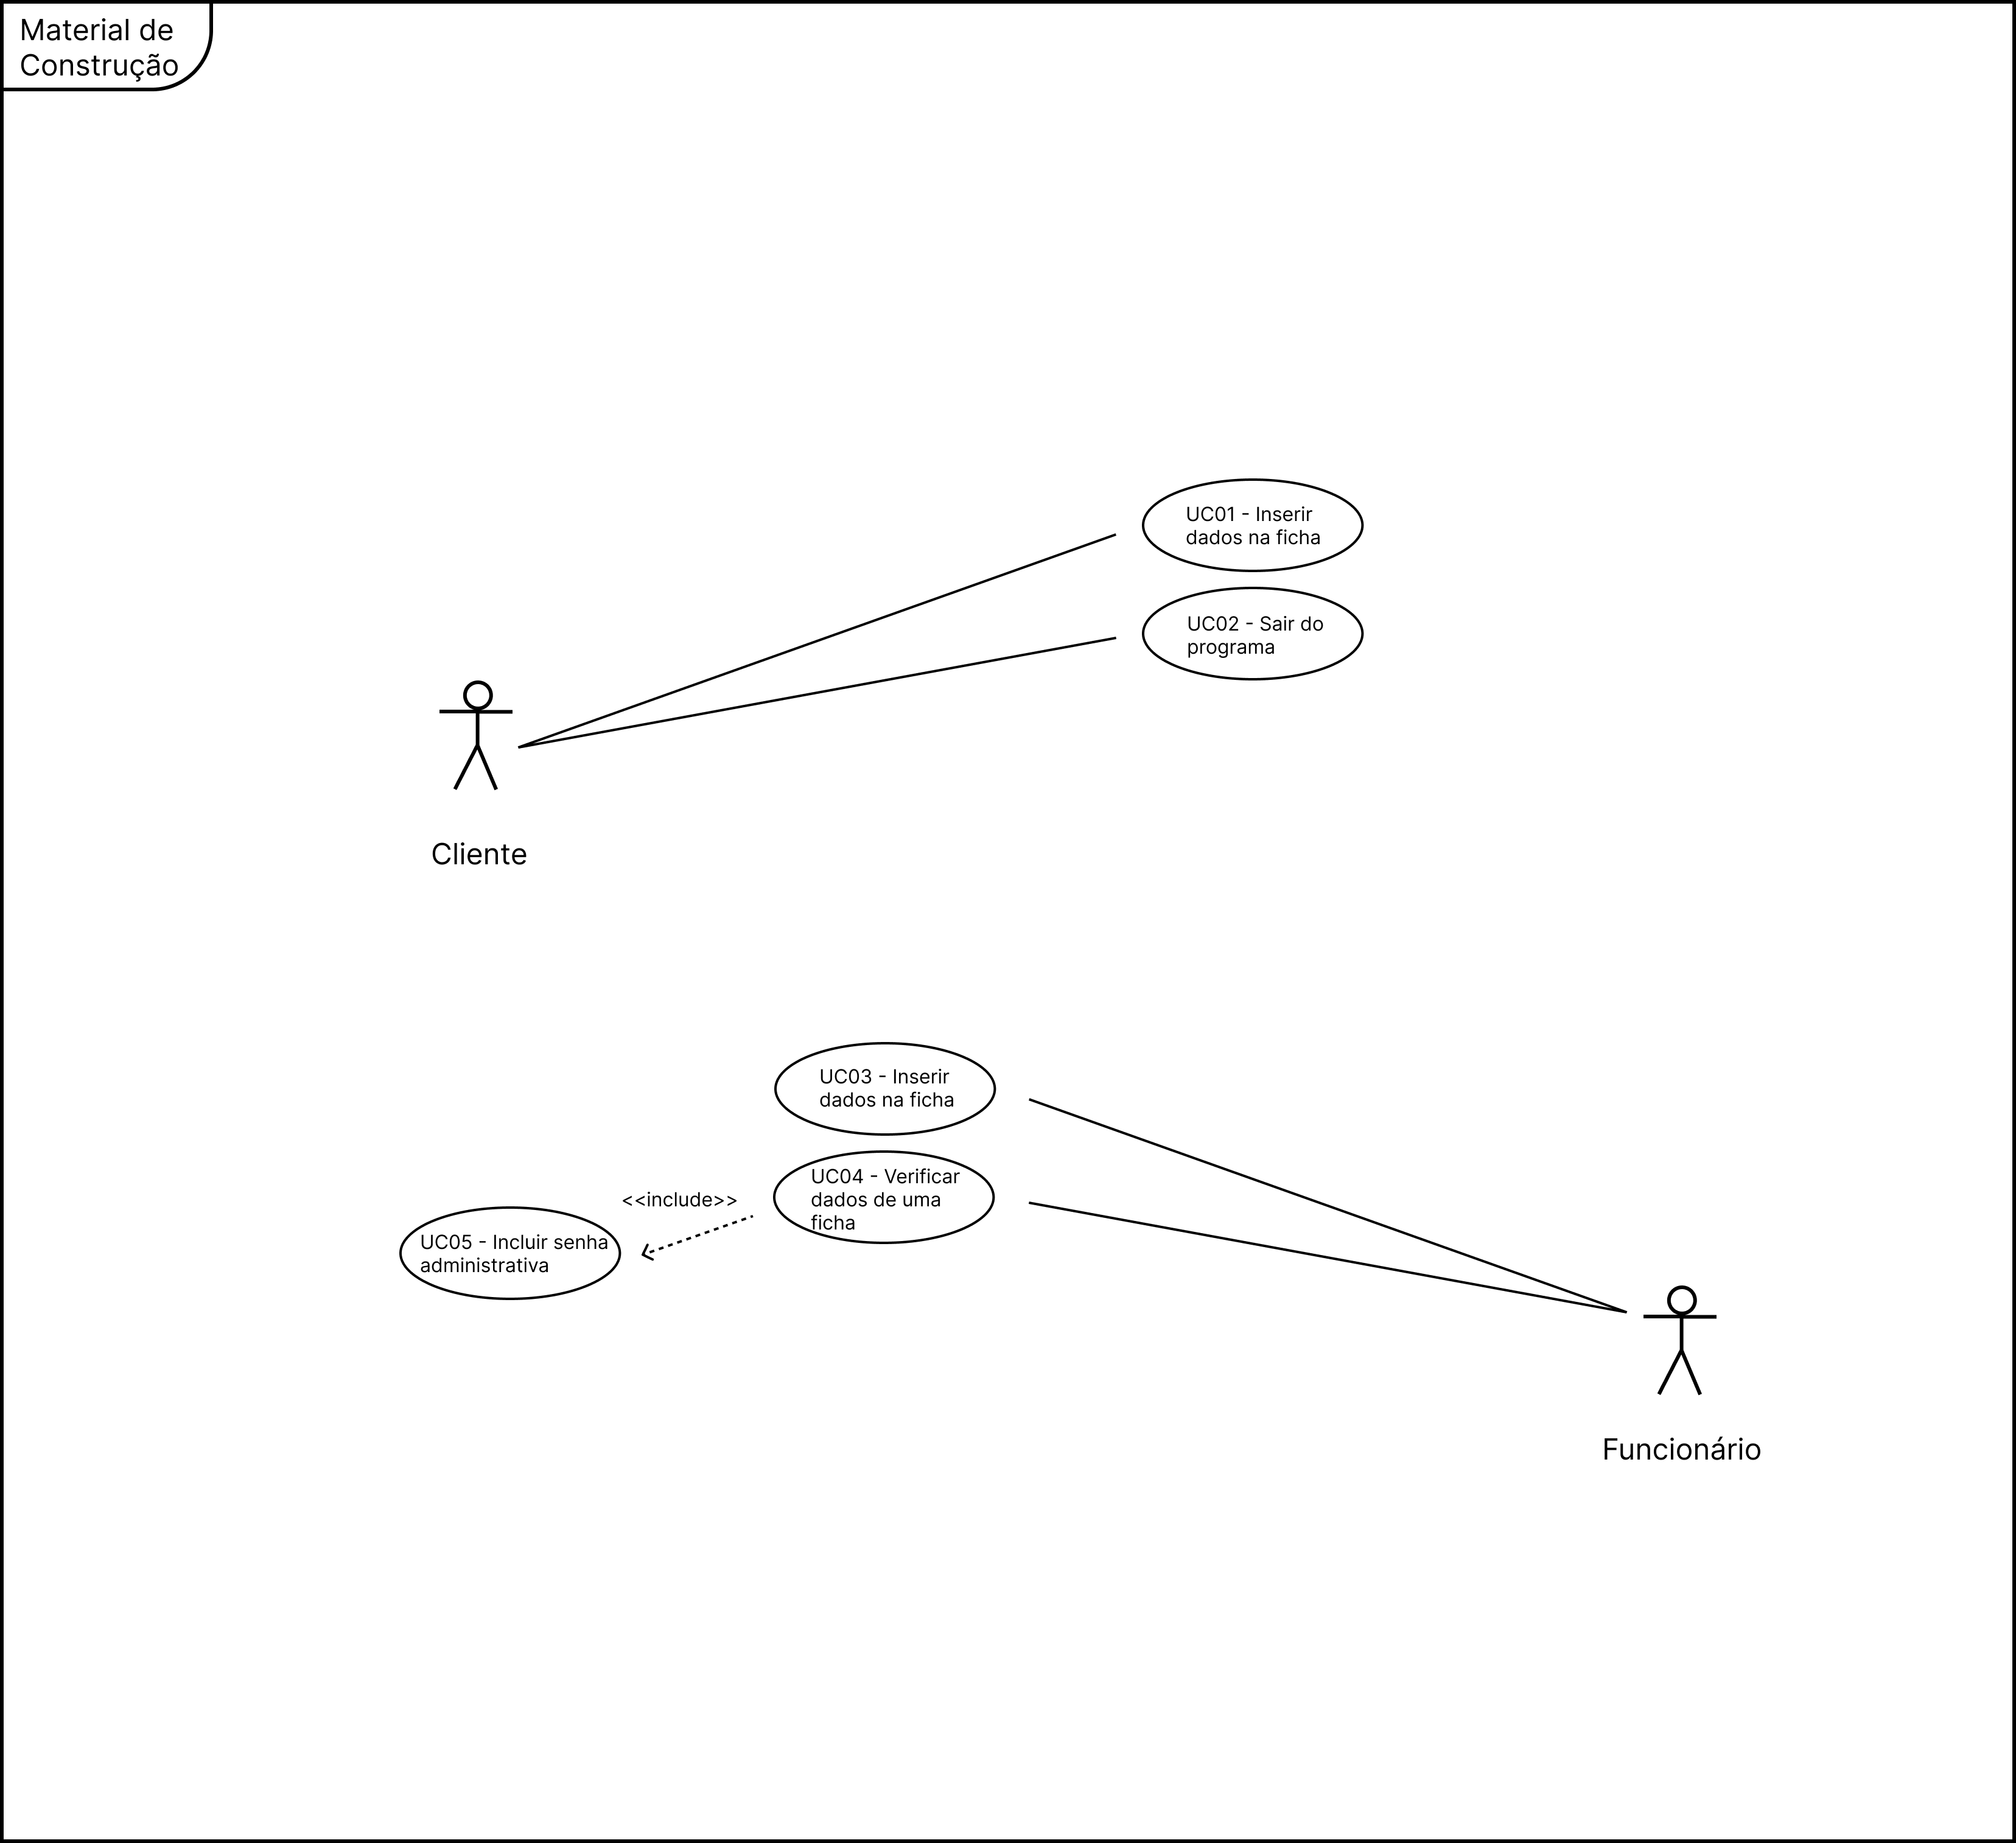 Material de
Construção
UC01 - Inserir
dados na ficha
UC02 - Sair do
programa
Cliente
UC03 - Inserir
dados na ficha
UC04 - Verificar
dados de uma
ficha
<<include>>
UC05 - Incluir senha
administrativa
Funcionário